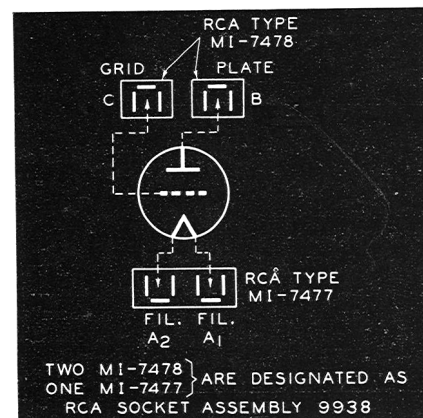 RCA TYPE
MI-7478
GRID PLATE
C B
RCA TYPE
MI-7477
FIL. FIL.
A2 A1
TWO MI-7478
ONE MI-7477 } ARE DESIGNATED AS
RCA SOCKET ASSEMBLY 9938